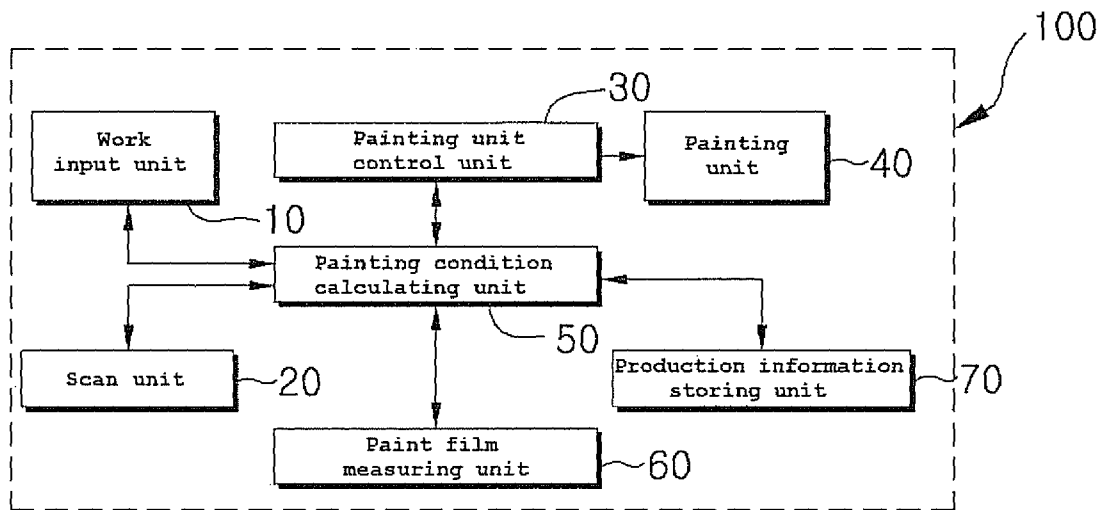 100
30
Work
input unit
10
Painting unit
control unit
Painting
unit
40
Painting condition
calculating unit
50
Scan unit
20
Production information
storing unit
70
Paint film
measuring unit
60